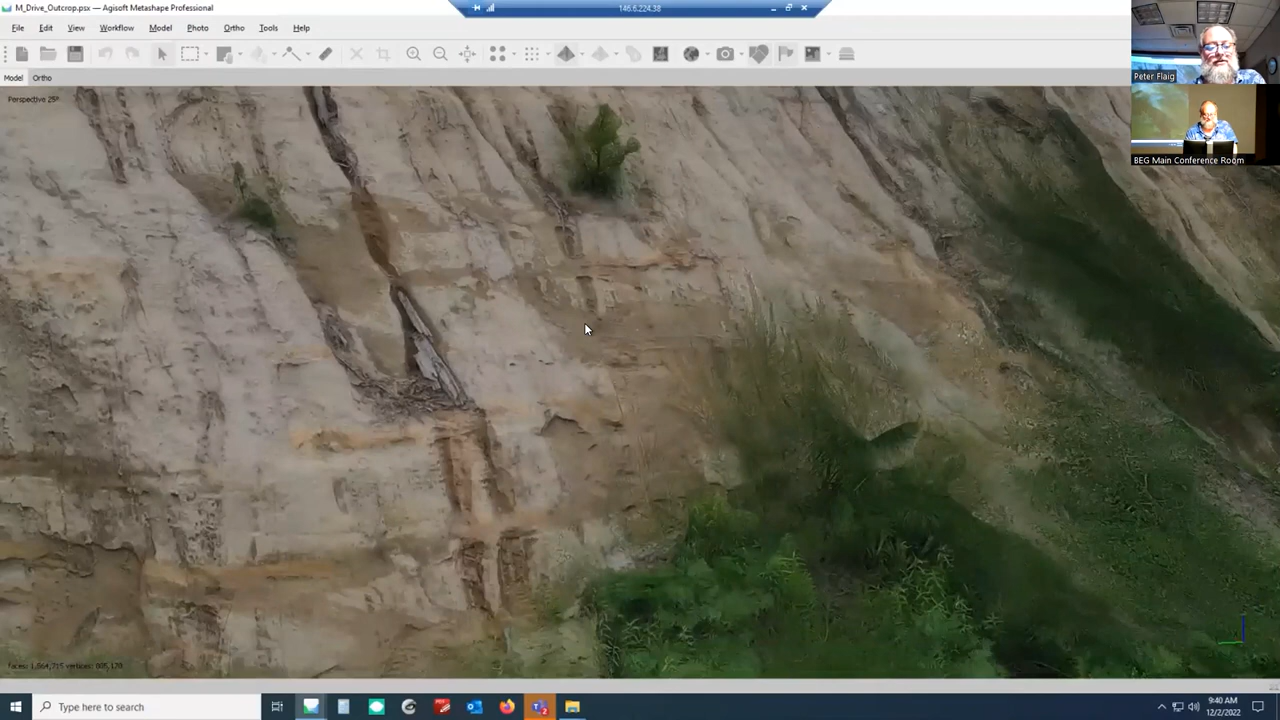 M_Drive_Outcrop.psx — Agisoft Metashape Professional
146.6.224.38
File Edit View Workflow Model Photo Ortho Tools Help
Model Ortho
Perspective 25°
Peter Flaig
BEG Main Conference Room
Type here to search
9:40 AM
12/2/2022